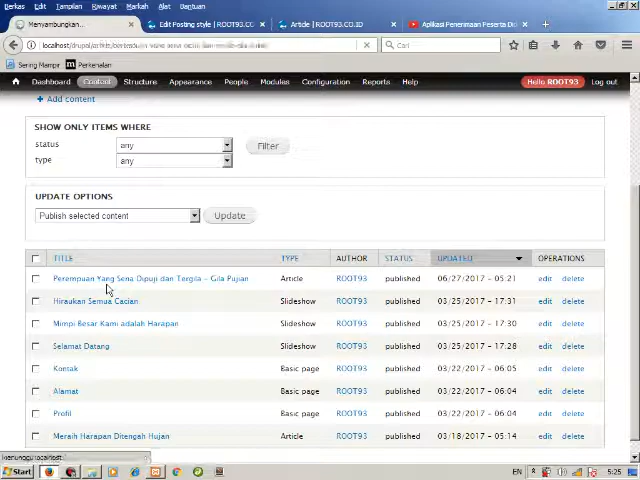 Berkas Edit Tampilan Riwayat Markah Alat Bantuan
Menyambungkan... Edit Posting style | ROOT93.C Article | ROOT93.CO.ID Aplikasi Penerimaan Peserta Di
Cari
Sering Mampir Perkenalan
Dashboard Content Structure Appearance People Modules Configuration Reports Help Hello ROOT93 Log out
+ Add content
SHOW ONLY ITEMS WHERE
status any Filter
type any
UPDATE OPTIONS
Publish selected content Update
TITLE TYPE AUTHOR STATUS UPDATED OPERATIONS
Perempuan Yang Sena Dipuji dan Tergila - Gila Pujian Article ROOT93 published 06/27/2017 - 05:21 edit delete
Hiraukan Semua Cacian Slideshow ROOT93 published 03/25/2017 - 17:31 edit delete
Mimpi Besar Kami adalah Harapan Slideshow ROOT93 published 03/25/2017 - 17:30 edit delete
Selamat Datang Slideshow ROOT93 published 03/25/2017 - 17:28 edit delete
Kontak Basic page ROOT93 published 03/22/2017 - 06:05 edit delete
Alamat Basic page ROOT93 published 03/22/2017 - 06:04 edit delete
Profil Basic page ROOT93 published 03/22/2017 - 06:04 edit delete
Meraih Harapan Ditengah Hujan Article ROOT93 published 03/18/2017 - 05:14 edit delete
Start EN 5:25